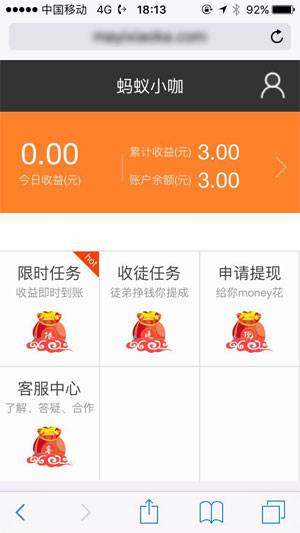 中国移动 4G 18:13 92%
蚂蚁小咖
0.00
今日收益(元)
累计收益(元) 3.00
账户余额(元) 3.00
限时任务 hot
收益即时到账
收徒任务
徒弟挣钱你提成
申请提现
给你money花
客服中心
了解、答疑、合作